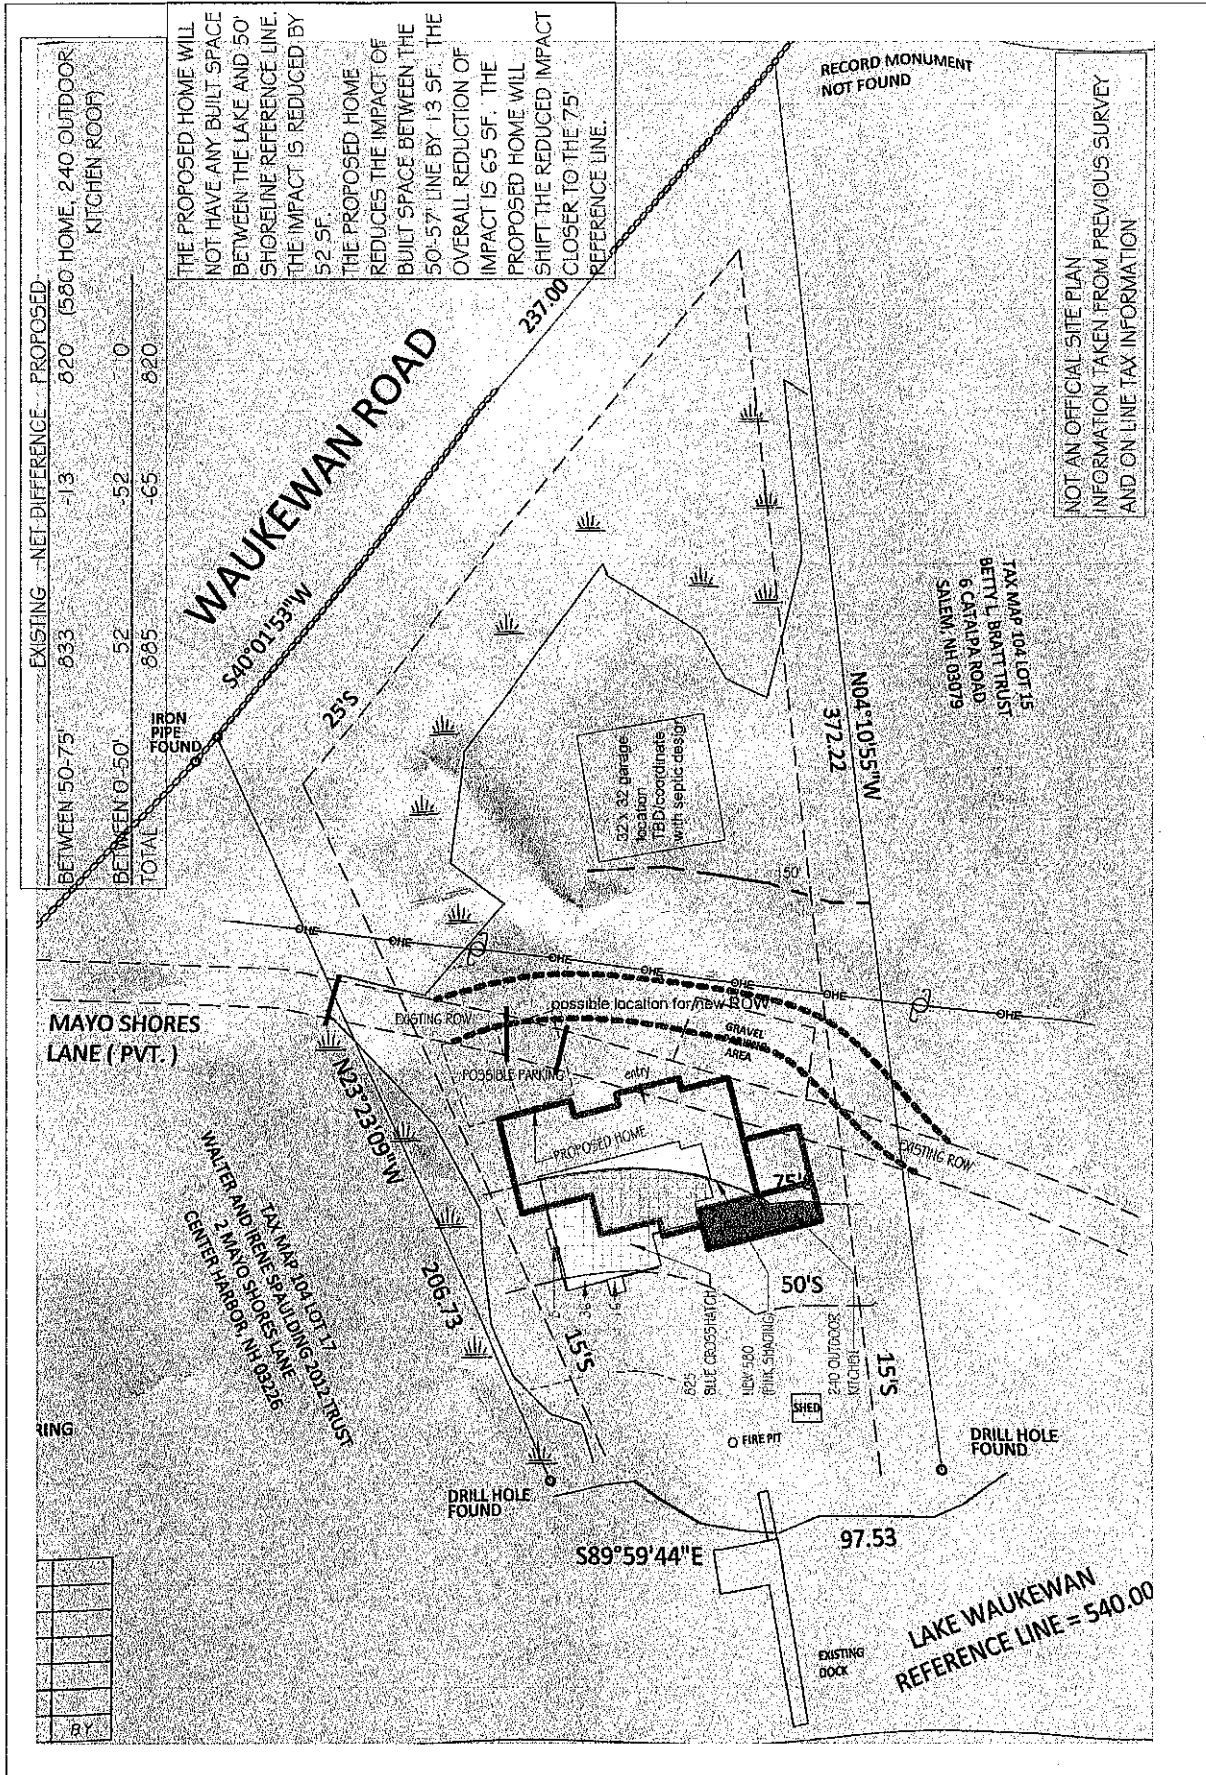 EXISTING -NET DIFFERENCE PROPOSED
BETWEEN 50-75' 833 -13 820 (580 HOME, 240 OUTDOOR
KITCHEN ROOF)
BETWEEN 0-50' 52 -52 0
TOTAL 885 -65 820
THE PROPOSED HOME WILL
NOT HAVE ANY BUILT SPACE
BETWEEN THE LAKE AND 50'
SHORELINE REFERENCE LINE.
THE IMPACT IS REDUCED BY
52 SF.
THE PROPOSED HOME
REDUCES THE IMPACT OF
BUILT SPACE BETWEEN THE
50-57' LINE BY 13 SF. THE
OVERALL REDUCTION OF
IMPACT IS 65 SF. THE
PROPOSED HOME WILL
SHIFT THE REDUCED IMPACT
CLOSER TO THE 75'
REFERENCE LINE.
RECORD MONUMENT
NOT FOUND
NOT AN OFFICIAL SITE PLAN
INFORMATION TAKEN FROM PREVIOUS SURVEY
AND ON LINE TAX INFORMATION
WAUKEWAN ROAD
237.00
S40°01'53"W
IRON
PIPE
FOUND
25'S
TAX MAP 104 LOT 15
BETTY L. BRATT TRUST
6 CATALPA ROAD
SALEM, NH 03079
N04°10'55"W
372.22
32 x 32 garage
location
TBD/coordinate
with septic design
150'
OHE
OHE
OHE
OHE
OHE
OHE
OHE
MAYO SHORES
LANE ( PVT. )
EXISTING ROW
possible location for new ROW
GRAVEL
AREA
POSSIBLE PARKING
entry
PROPOSED HOME
EXISTING ROW
75'
N23°23'09"W
206.73
TAX MAP 104 LOT 17
WALTER AND IRENE SPAULDING 2012 TRUST
2 MAYO SHORES LANE
CENTER HARBOR, NH 03226
50'S
15'S
15'S
825
BLUE CROSSHATCH
NEW 580
(PINK SHADING)
240 OUTDOOR
KITCHEN
SHED
FIRE PIT
RING
DRILL HOLE
FOUND
DRILL HOLE
FOUND
S89°59'44"E
97.53
EXISTING
DOCK
LAKE WAUKEWAN
REFERENCE LINE = 540.00
BY